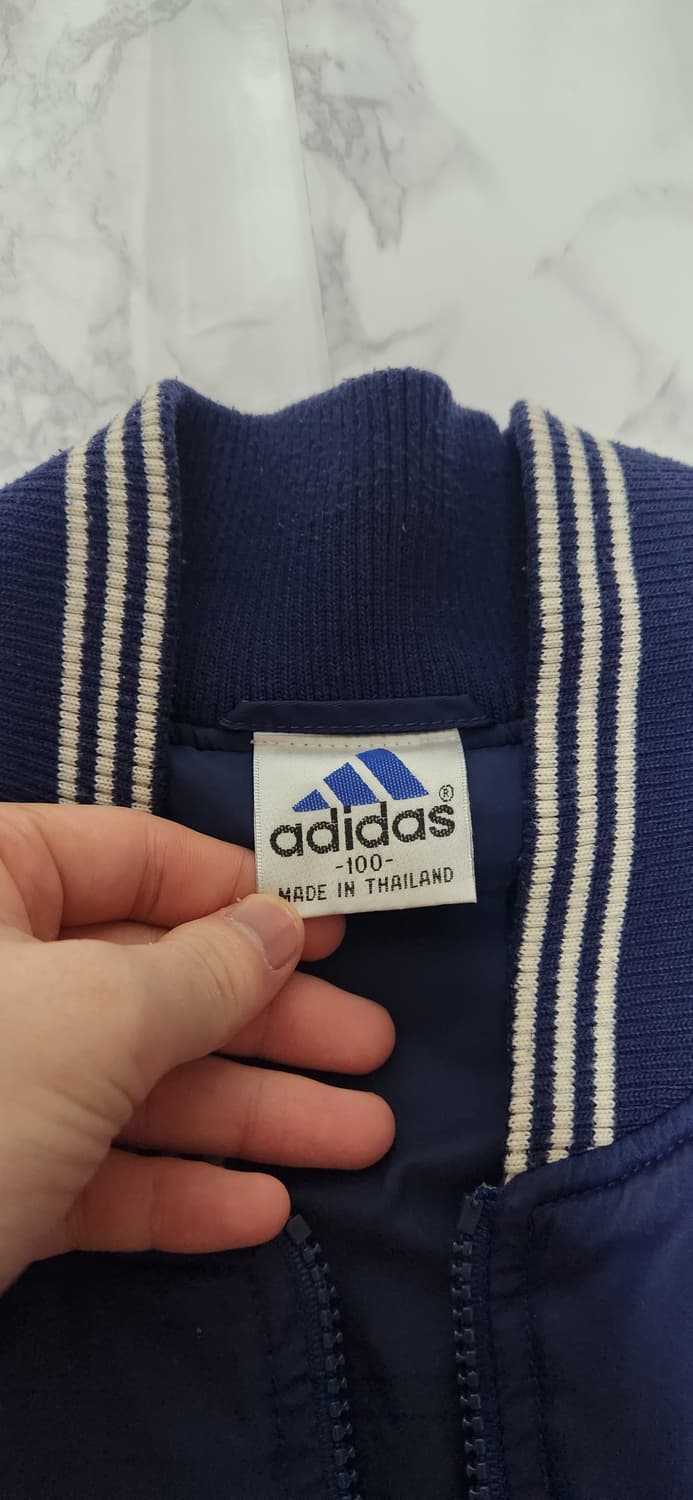 adidas®
-100-
MADE IN THAILAND